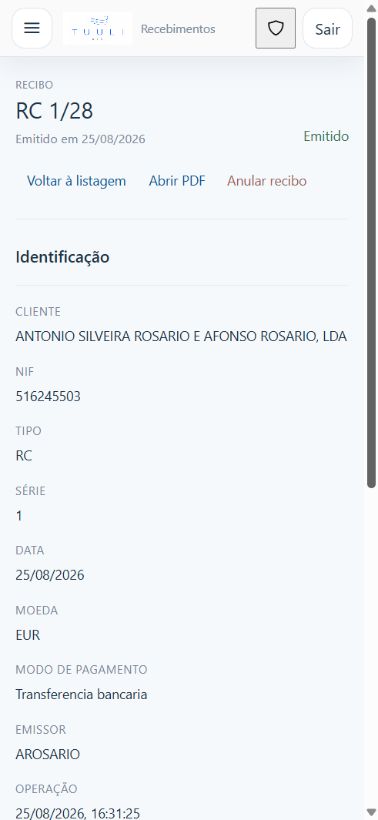 TUULI
Recebimentos
Sair
RECIBO
RC 1/28
Emitido em 25/08/2026
Emitido
Voltar à listagem
Abrir PDF
Anular recibo
Identificação
CLIENTE
ANTONIO SILVEIRA ROSARIO E AFONSO ROSARIO, LDA
NIF
516245503
TIPO
RC
SÉRIE
1
DATA
25/08/2026
MOEDA
EUR
MODO DE PAGAMENTO
Transferencia bancaria
EMISSOR
AROSARIO
OPERAÇÃO
25/08/2026, 16:31:25